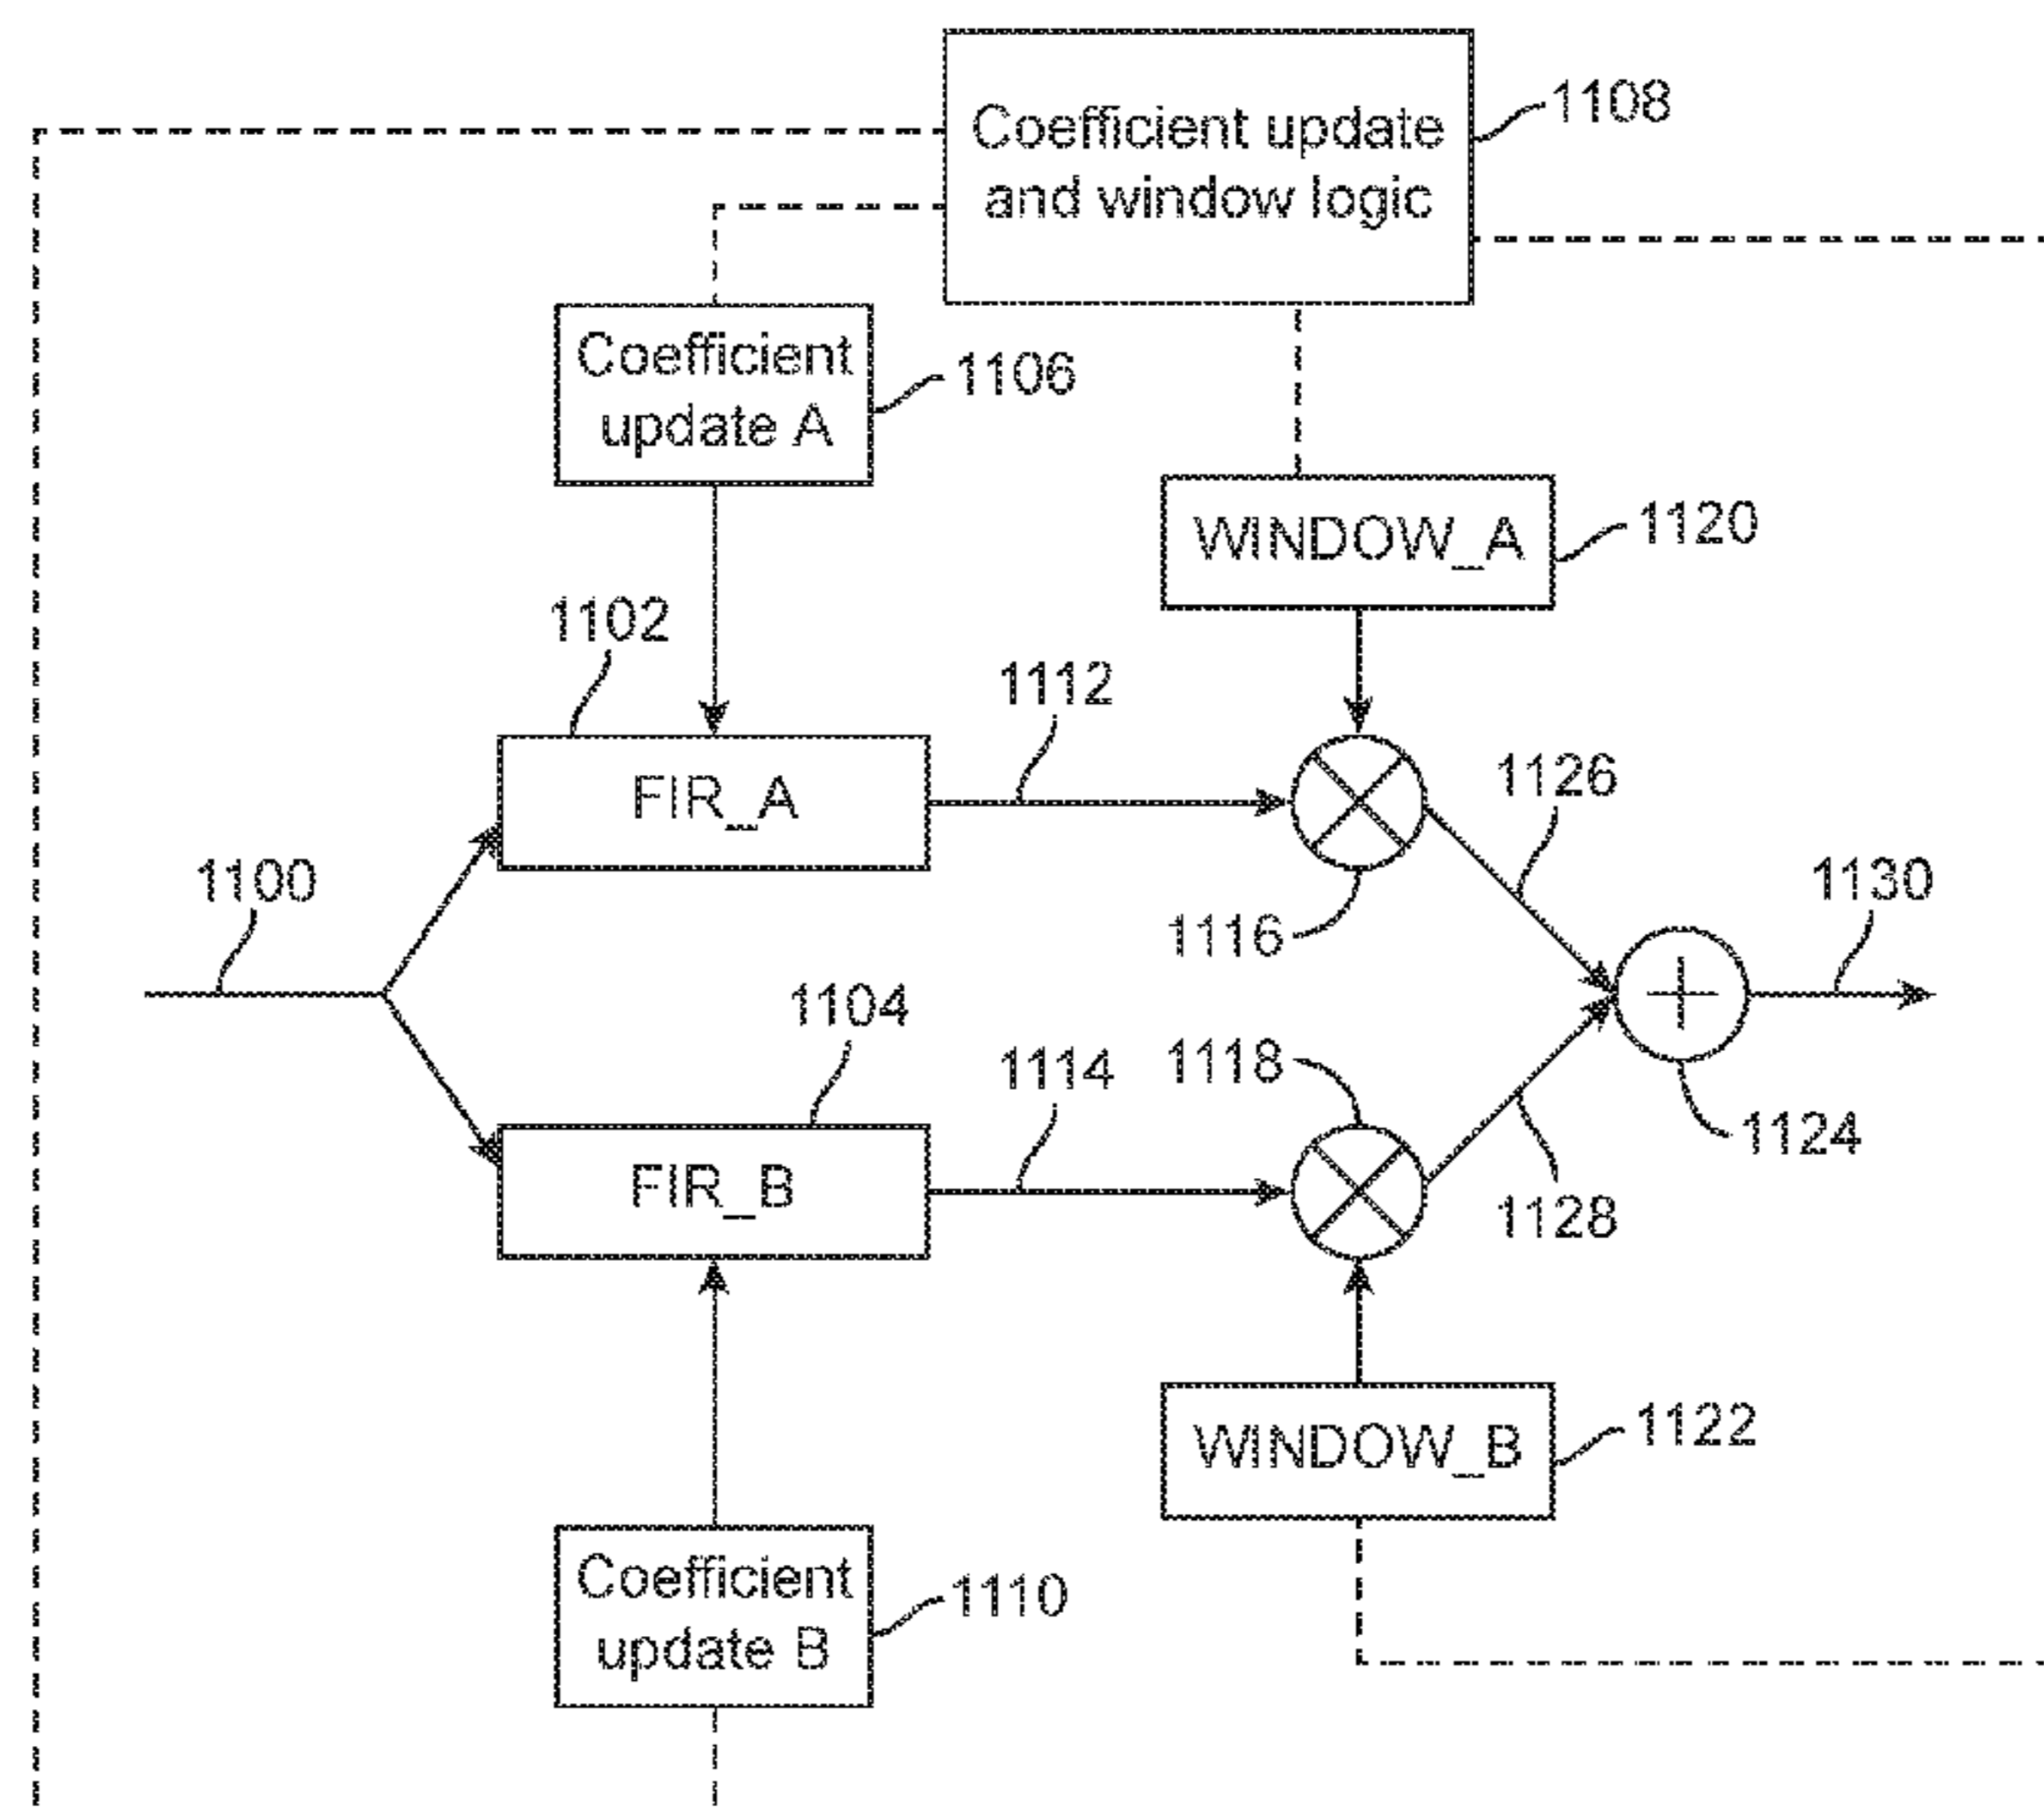 1108
Coefficient update
and window logic
Coefficient
update A
1106
WINDOW_A
1120
1102
1112
FIR_A
1126
1100
1116
1130
1104
1114
1118
1124
FIR_B
1128
WINDOW_B
1122
Coefficient
update B
1110